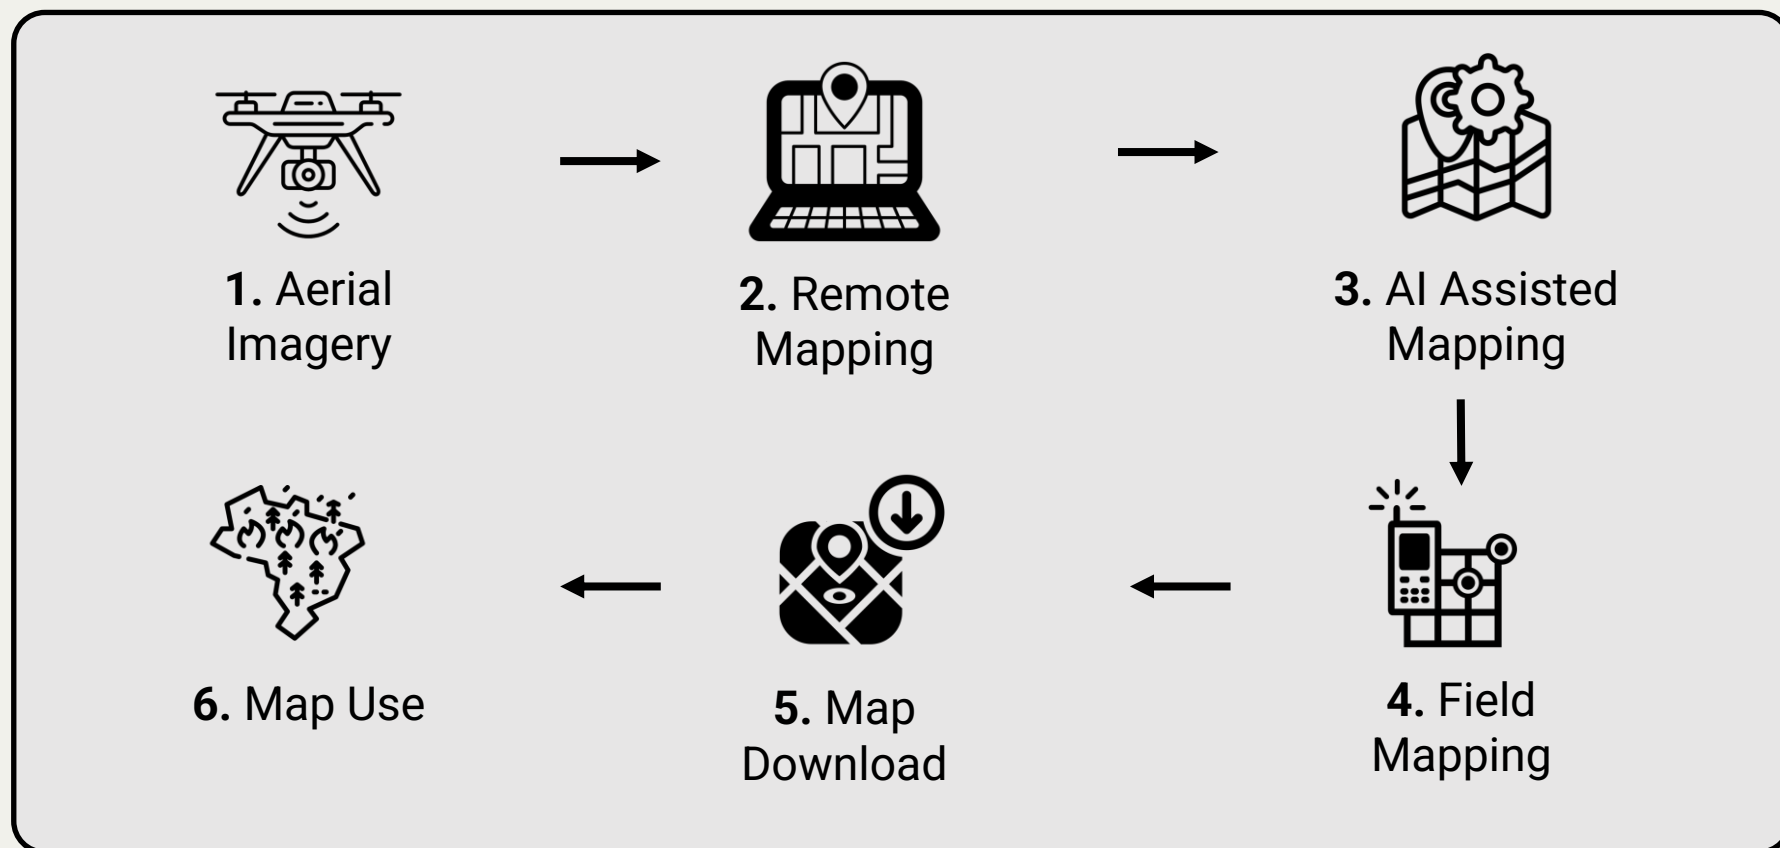 1. Aerial
Imagery
2. Remote
Mapping
3. AI Assisted
Mapping
4. Field
Mapping
5. Map
Download
6. Map Use